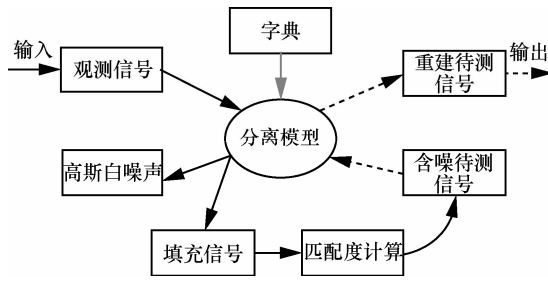 字典
输入
观测信号
重建待测
信号
输出
分离模型
高斯白噪声
含噪待测
信号
填充信号
匹配度计算